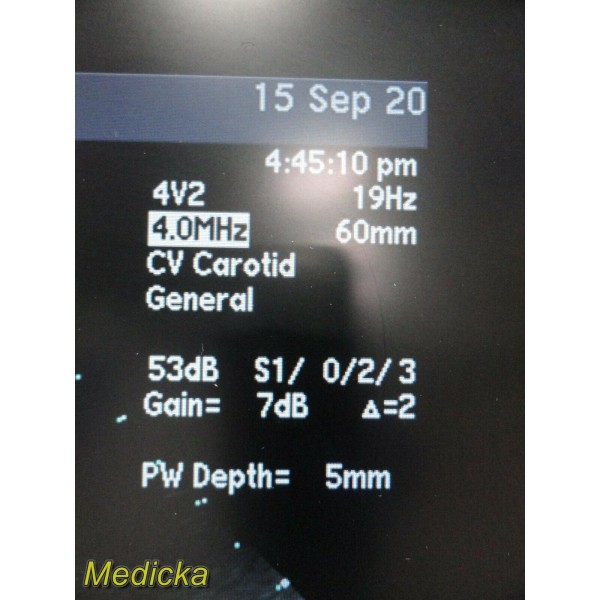 15 Sep 20
4:45:10 pm
4V2 19Hz
4.0MHz 60mm
CV Carotid
General
53dB S1/ 0/2/3
Gain= 7dB Δ=2
PW Depth= 5mm
Medicka